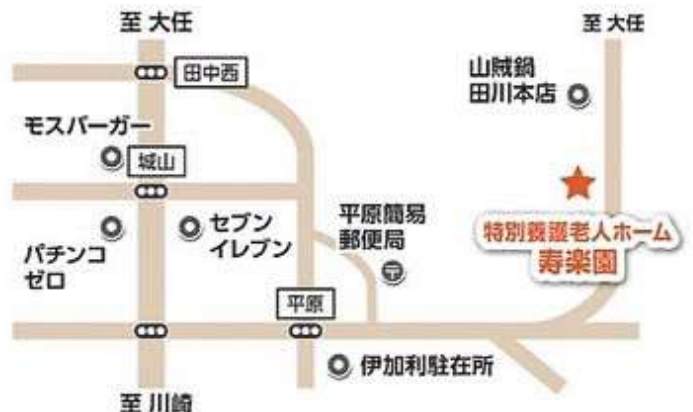 至 大任
至 大任
田中西
山賊鍋
田川本店
モスバーガー
城山
セブン
イレブン
平原簡易
郵便局
特別養護老人ホーム
寿楽園
パチンコ
ゼロ
〒
平原
伊加利駐在所
至 川崎